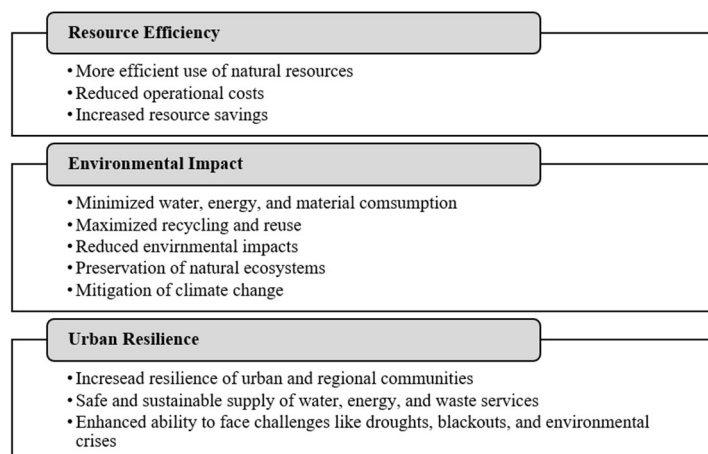 Resource Efficiency
• More efficient use of natural resources
• Reduced operational costs
• Increased resource savings
Environmental Impact
• Minimized water, energy, and material comsumption
• Maximized recycling and reuse
• Reduced envirnmental impacts
• Preservation of natural ecosystems
• Mitigation of climate change
Urban Resilience
• Incresead resilience of urban and regional communities
• Safe and sustainable supply of water, energy, and waste services
• Enhanced ability to face challenges like droughts, blackouts, and environmental
crises